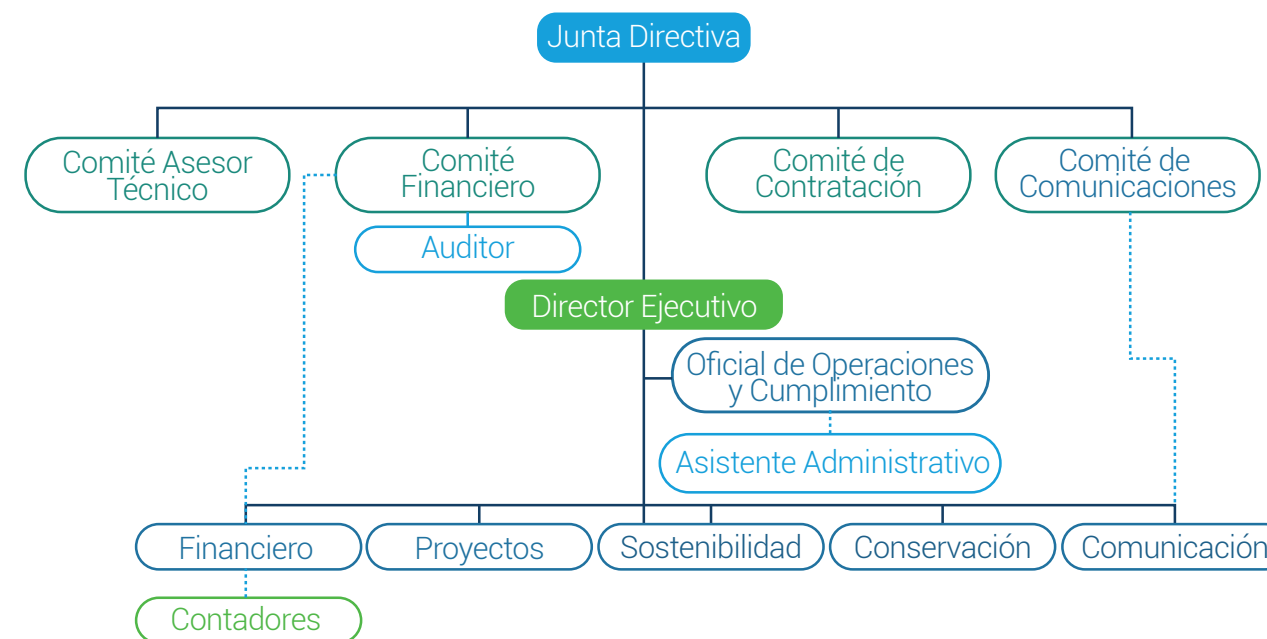 Junta Directiva
Comité Asesor
Técnico
Comité
Financiero
Comité de
Contratación
Comité de
Comunicaciones
Auditor
Director Ejecutivo
Oficial de Operaciones
y Cumplimiento
Asistente Administrativo
Financiero
Proyectos
Sostenibilidad
Conservación
Comunicación
Contadores